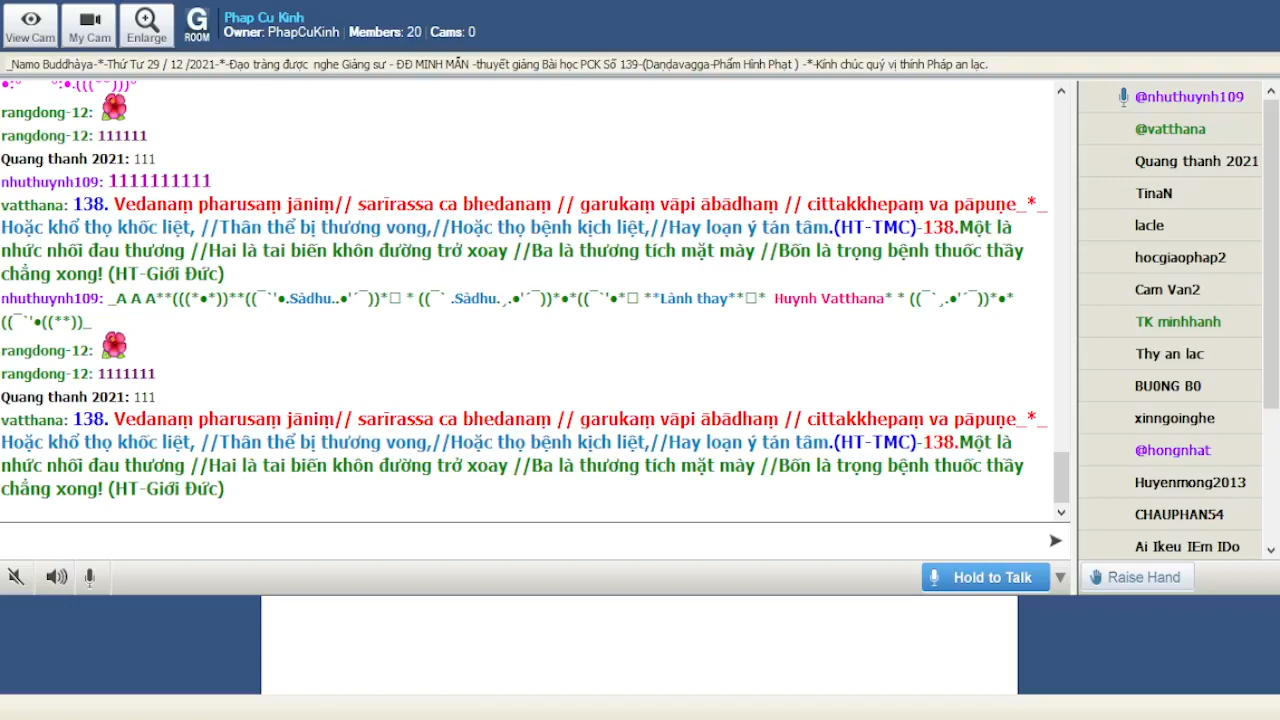 View Cam
My Cam
Enlarge
G
ROOM
Phap Cu Kinh
Owner: PhapCuKinh | Members: 20 | Cams: 0
_Namo Buddhàya-*-Thứ Tư 29 / 12 /2021-*-Đạo tràng được nghe Giảng sư - ĐĐ MINH MẪN -thuyết giảng Bài học PCK Số 139-(Daṇḍavagga-Phẩm Hình Phạt ) -*-Kính chúc quý vị thính Pháp an lạc.
rangdong-12:
rangdong-12: 111111
Quang thanh 2021: 111
nhuthuynh109: 1111111111
vatthana: 138. Vedanaṃ pharusaṃ jāniṃ// sarīrassa ca bhedanaṃ // garukaṃ vāpi ābādhaṃ // cittakkhepaṃ va pāpuṇe_*_
Hoặc khổ thọ khốc liệt, //Thân thể bị thương vong,//Hoặc thọ bệnh kịch liệt,//Hay loạn ý tán tâm.(HT-TMC)-138.Một là
nhức nhối đau thương //Hai là tai biến khôn đường trở xoay //Ba là thương tích mặt mày //Bốn là trọng bệnh thuốc thầy
chẳng xong! (HT-Giới Đức)
nhuthuynh109: _A A A**(((*•*))**((¯`'•.Sàdhu..•'´¯))*□ * ((¯` .Sàdhu.¸.•'´¯))*•*((¯`'•*□ **Lành thay**□* Huynh Vatthana* * ((¯`¸.•'´¯))*•*
((¯`'•((**))_
rangdong-12:
rangdong-12: 1111111
Quang thanh 2021: 111
vatthana: 138. Vedanaṃ pharusaṃ jāniṃ// sarīrassa ca bhedanaṃ // garukaṃ vāpi ābādhaṃ // cittakkhepaṃ va pāpuṇe_*_
Hoặc khổ thọ khốc liệt, //Thân thể bị thương vong,//Hoặc thọ bệnh kịch liệt,//Hay loạn ý tán tâm.(HT-TMC)-138.Một là
nhức nhối đau thương //Hai là tai biến khôn đường trở xoay //Ba là thương tích mặt mày //Bốn là trọng bệnh thuốc thầy
chẳng xong! (HT-Giới Đức)
@nhuthuynh109
@vatthana
Quang thanh 2021
TinaN
lacle
hocgiaophap2
Cam Van2
TK minhhanh
Thy an lac
BU0NG B0
xinngoinghe
@hongnhat
Huyenmong2013
CHAUPHAN54
Ai Ikeu IEm IDo
Hold to Talk
Raise Hand